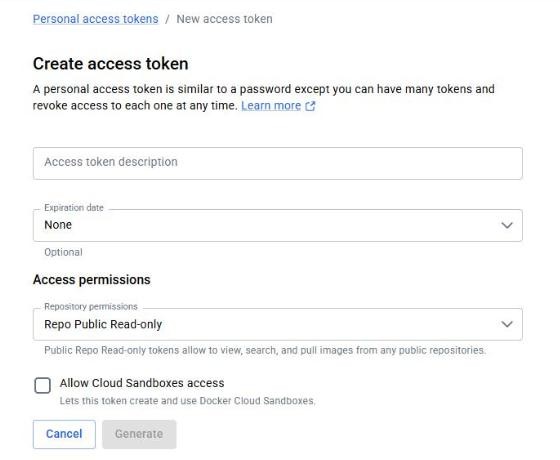 Personal access tokens / New access token
Create access token
A personal access token is similar to a password except you can have many tokens and
revoke access to each one at any time. Learn more
Access token description
Expiration date
None
Optional
Access permissions
Repository permissions
Repo Public Read-only
Public Repo Read-only tokens allow to view, search, and pull images from any public repositories.
Allow Cloud Sandboxes access
Lets this token create and use Docker Cloud Sandboxes.
Cancel Generate